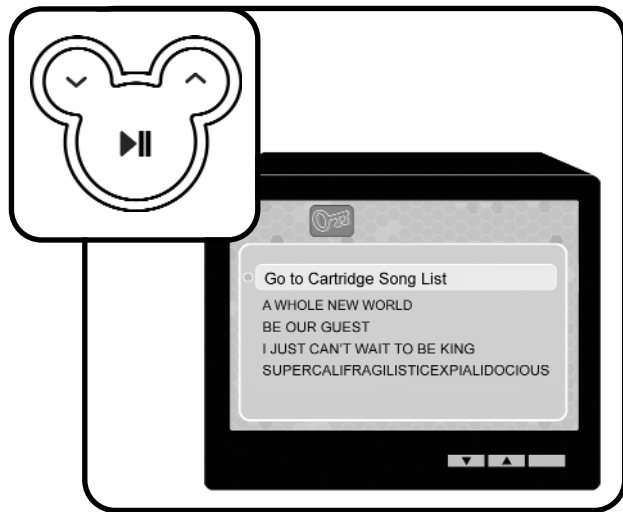 Go to Cartridge Song List
A WHOLE NEW WORLD
BE OUR GUEST
I JUST CAN'T WAIT TO BE KING
SUPERCALIFRAGILISTICEXPIALIDOCIOUS